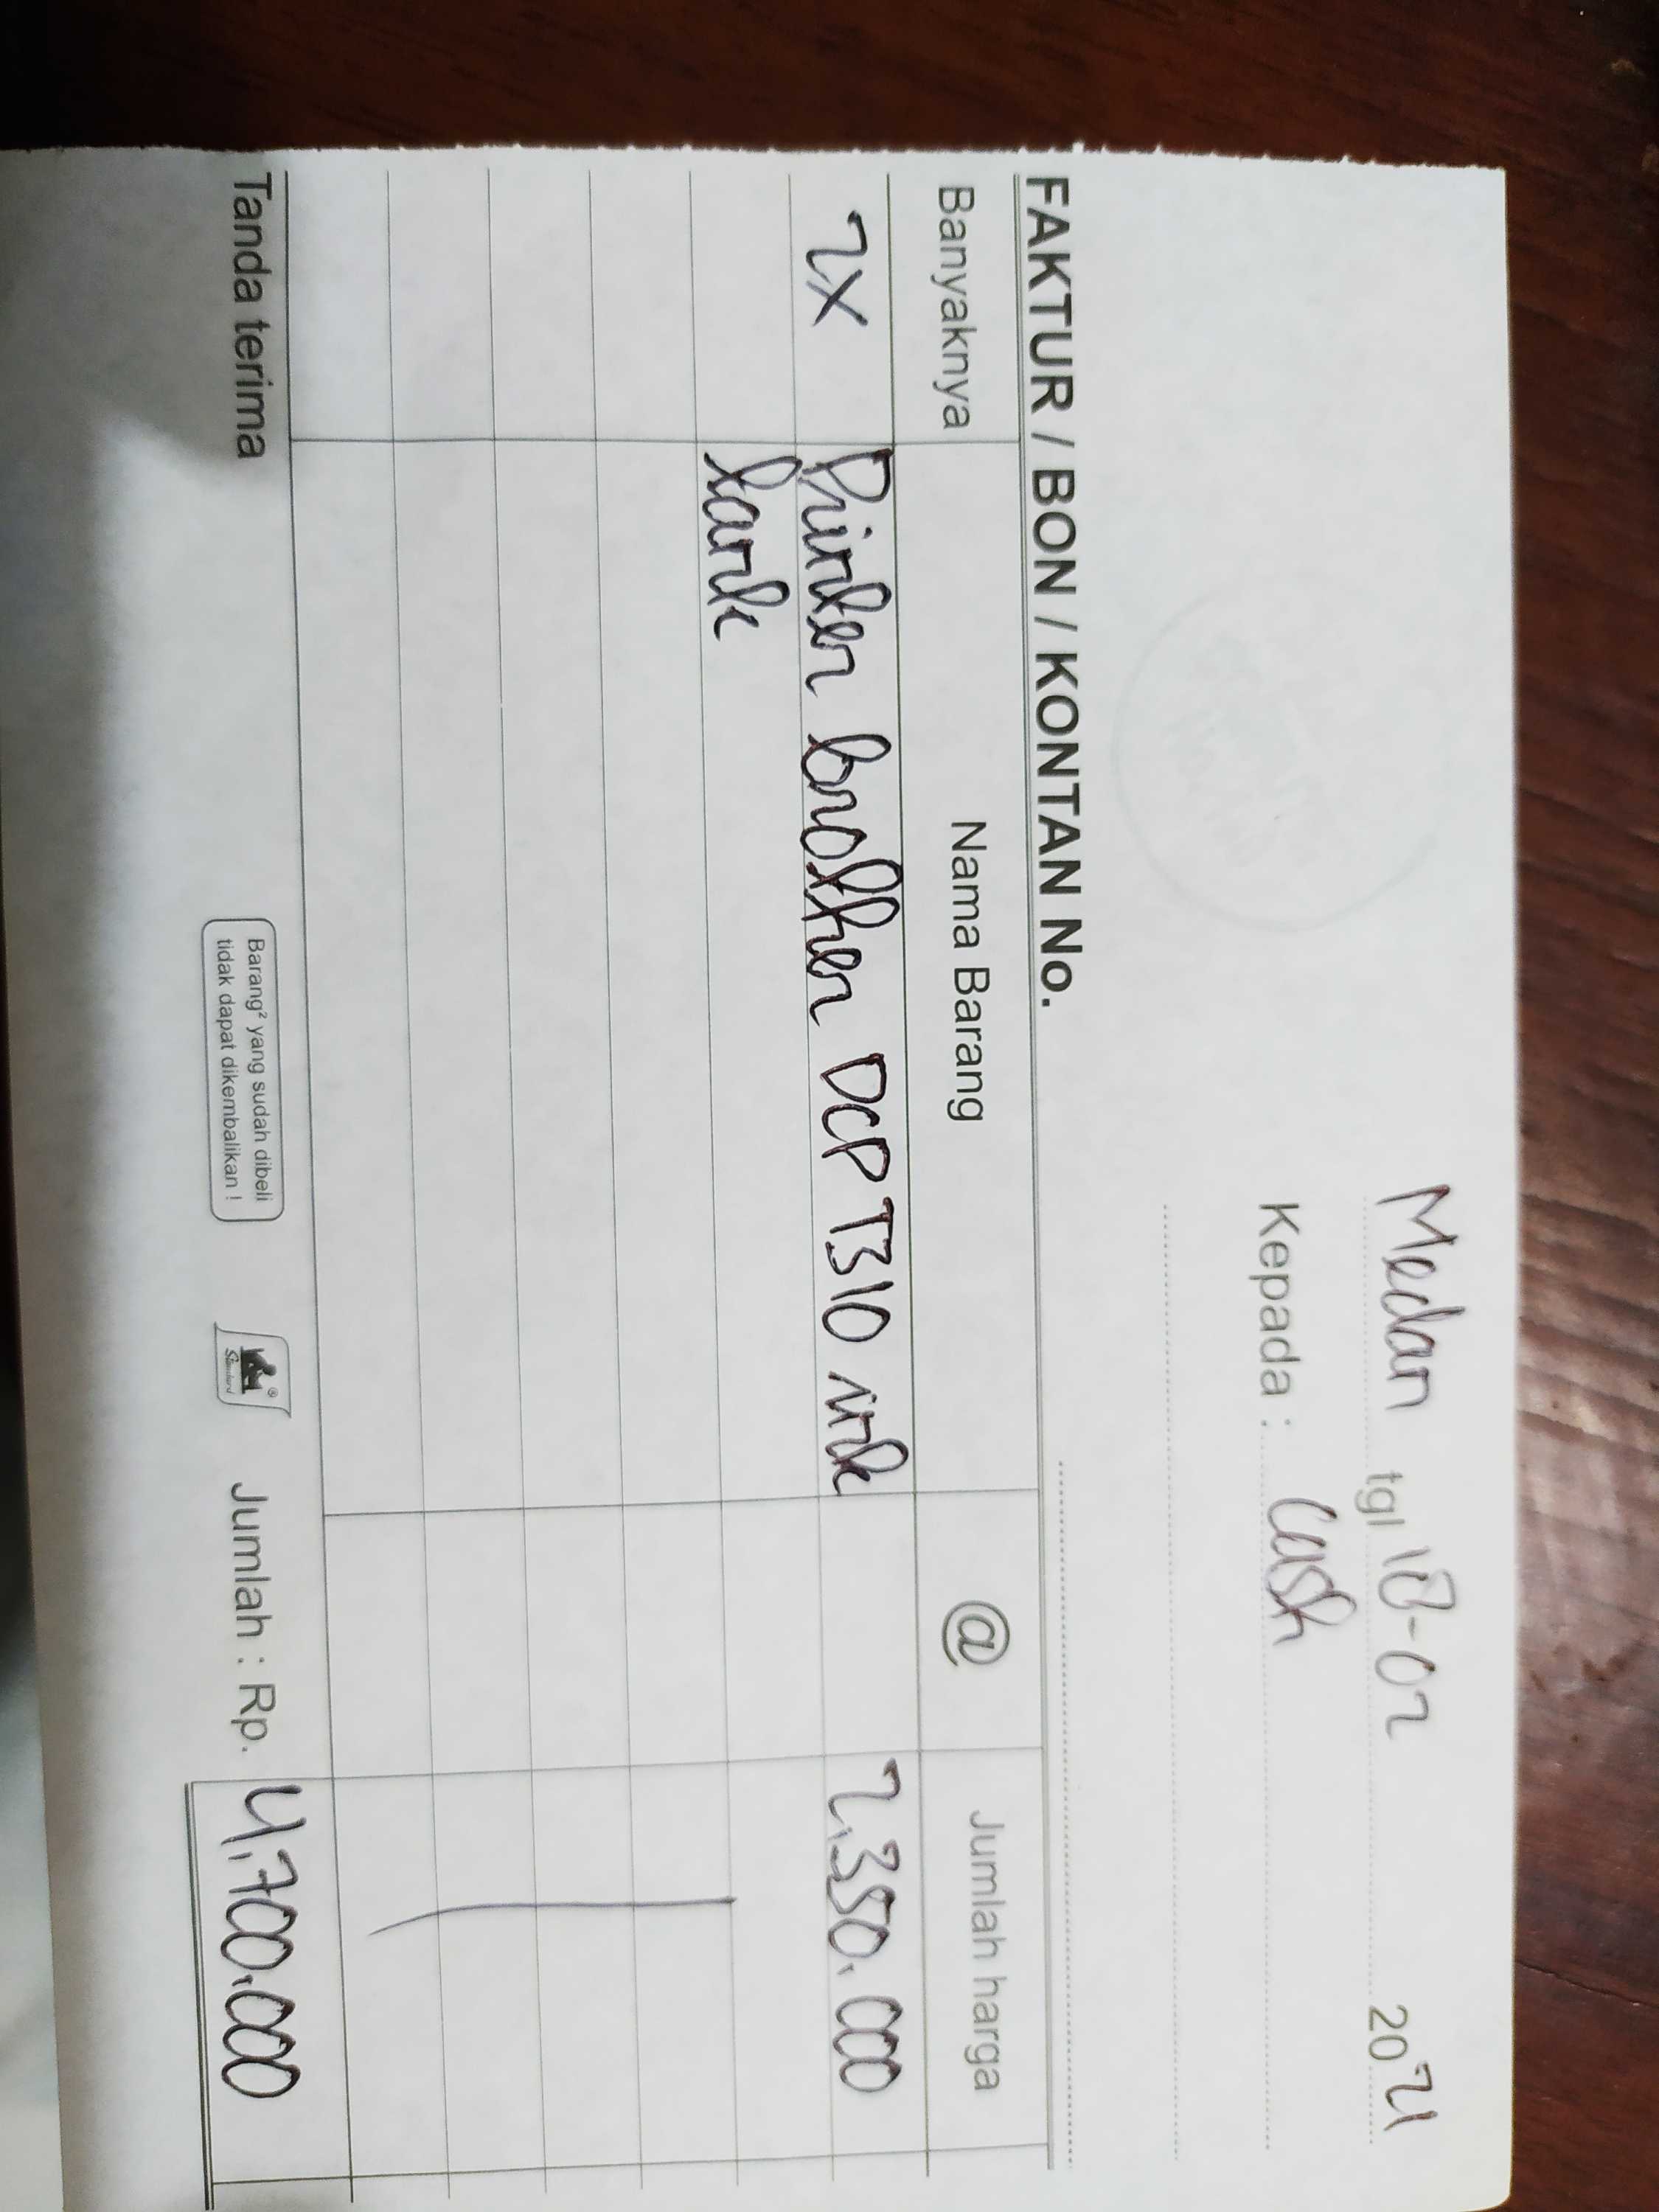 Medan tgl 18-02 2021
Kepada : Cash
FAKTUR / BON / KONTAN No.
Banyaknya Nama Barang @ Jumlah harga
2X Printer brother DCP T310 ink 2.350.000
tank
Tanda terima
Barang² yang sudah dibeli
tidak dapat dikembalikan !
Jumlah : Rp. 4.700.000